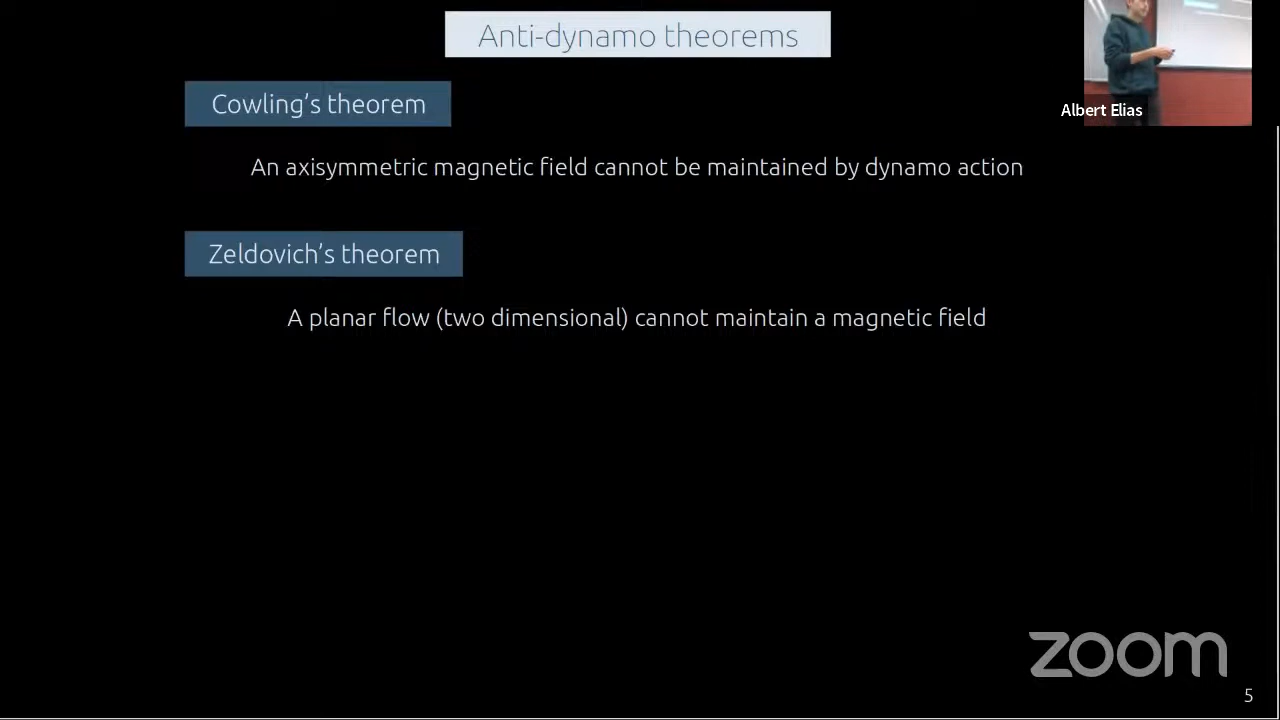 Anti-dynamo theorems
Albert Elias
Cowling's theorem
An axisymmetric magnetic field cannot be maintained by dynamo action
Zeldovich's theorem
A planar flow (two dimensional) cannot maintain a magnetic field
zoom
5